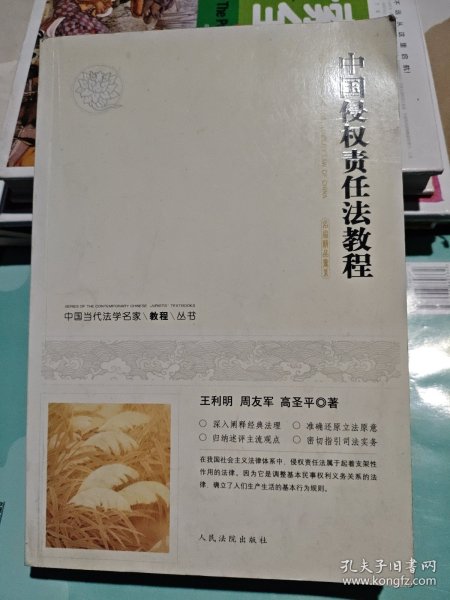 中国侵权责任法教程
SERIES OF THE CONTEMPORARY CHINESE JURISTS' TEXTBOOKS
中国当代法学名家\教程\丛书
王利明 周友军 高圣平◎著
○ 深入阐释经典法理 ○ 准确还原立法原意
○ 归纳述评主流观点 ○ 密切指引司法实务
在我国社会主义法律体系中，侵权责任法属于起着支架性
作用的法律。因为它是调整基本民事权利义务关系的法
律，确立了人们生产生活的基本行为规则。
人民法院出版社
孔夫子旧书网
www.kongfz.com